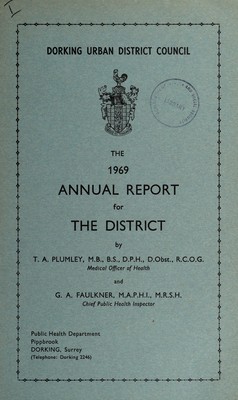 I
DORKING URBAN DISTRICT COUNCIL
THE
1969
ANNUAL REPORT
for
THE DISTRICT
by
T. A. PLUMLEY, M.B., B.S., D.P.H., D.Obst., R.C.O.G.
Medical Officer of Health
and
G. A. FAULKNER, M.A.P.H.I., M.R.S.H.
Chief Public Health Inspector
Public Health Department
Pippbrook
DORKING, Surrey
(Telephone: Dorking 2246)